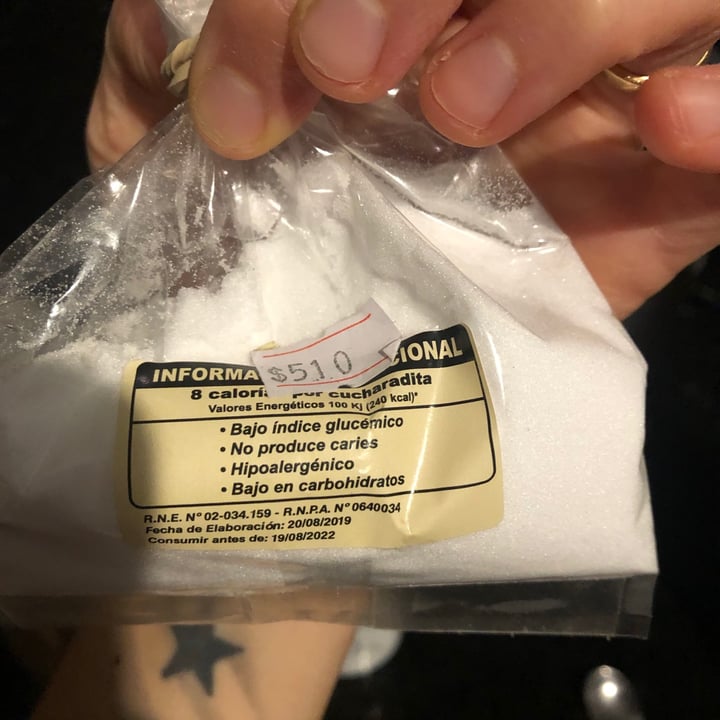 $510
INFORMA CIONAL
8 calorías por cucharadita
Valores Energéticos 100 Kj (240 kcal)*
• Bajo índice glucémico
• No produce caries
• Hipoalergénico
• Bajo en carbohidratos
R.N.E. Nº 02-034.159 - R.N.P.A. Nº 0640034
Fecha de Elaboración: 20/08/2019
Consumir antes de: 19/08/2022